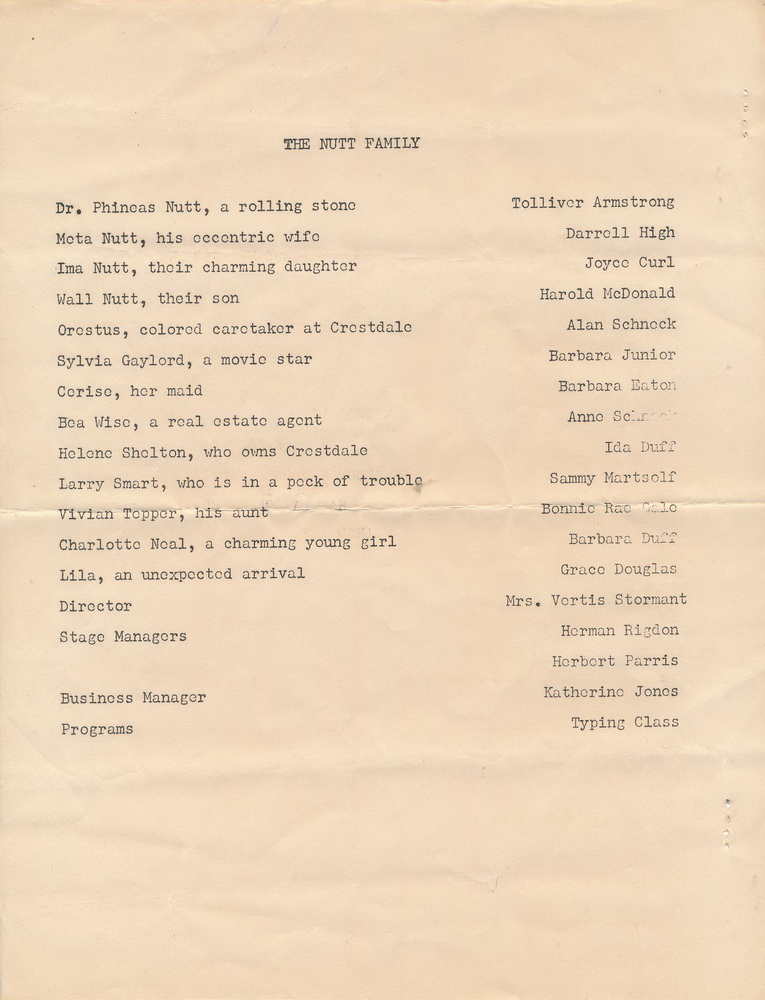 THE NUTT FAMILY
Dr. Phineas Nutt, a rolling stone Tolliver Armstrong
Meta Nutt, his eccentric wife Darrell High
Ima Nutt, their charming daughter Joyce Curl
Wall Nutt, their son Harold McDonald
Orestus, colored caretaker at Crestdale Alan Schneck
Sylvia Gaylord, a movie star Barbara Junior
Cerise, her maid Barbara Eaton
Bea Wise, a real estate agent Anne
Helene Shelton, who owns Crestdale Ida Duff
Larry Smart, who is in a peck of trouble Sammy Martsolf
Vivian Tepper, his aunt Bonnie Rae
Charlotte Neal, a charming young girl Barbara Duff
Lila, an unexpected arrival Grace Douglas
Director Mrs. Vertis Stormant
Stage Managers Herman Rigdon
Herbert Parris
Business Manager Katherine Jones
Programs Typing Class